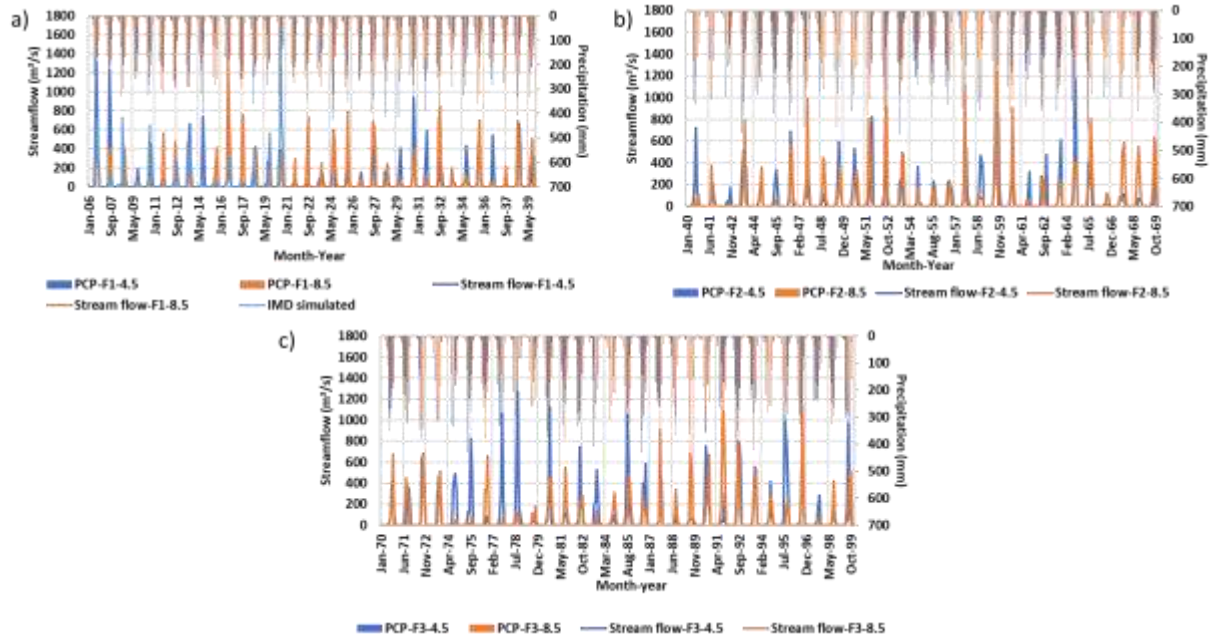 a)
Streamflow (m³/s)
1800
1600
1400
1200
1000
800
600
400
200
0
0
100
200
300
400
500
600
700
Precipitation (mm)
Jan-06
Sep-07
May-09
Jan-11
Sep-12
May-14
Jan-16
Sep-17
May-19
Jan-21
Sep-22
May-24
Jan-26
Sep-27
May-29
Jan-31
Sep-32
May-34
Jan-36
Sep-37
May-39
Month-Year
PCP-F1-4.5 PCP-F1-8.5 Stream flow-F1-4.5
Stream flow-F1-8.5 IMD simulated
b)
Streamflow (m³/s)
1800
1600
1400
1200
1000
800
600
400
200
0
0
100
200
300
400
500
600
700
Precipitation (mm)
Jan-40
Jun-41
Nov-42
Apr-44
Sep-45
Feb-47
Jul-48
Dec-49
May-51
Oct-52
Mar-54
Aug-55
Jan-57
Jun-58
Nov-59
Apr-61
Sep-62
Feb-64
Jul-65
Dec-66
May-68
Oct-69
Month-Year
PCP-F2-4.5 PCP-F2-8.5 Stream flow-F2-4.5 Stream flow-F2-8.5
c)
Streamflow (m³/s)
1800
1600
1400
1200
1000
800
600
400
200
0
0
100
200
300
400
500
600
700
Precipitation (mm)
Jan-70
Jun-71
Nov-72
Apr-74
Sep-75
Feb-77
Jul-78
Dec-79
May-81
Oct-82
Mar-84
Aug-85
Jan-87
Jun-88
Nov-89
Apr-91
Sep-92
Feb-94
Jul-95
Dec-96
May-98
Oct-99
Month-year
PCP-F3-4.5 PCP-F3-8.5 Stream flow-F3-4.5 Stream flow-F3-8.5